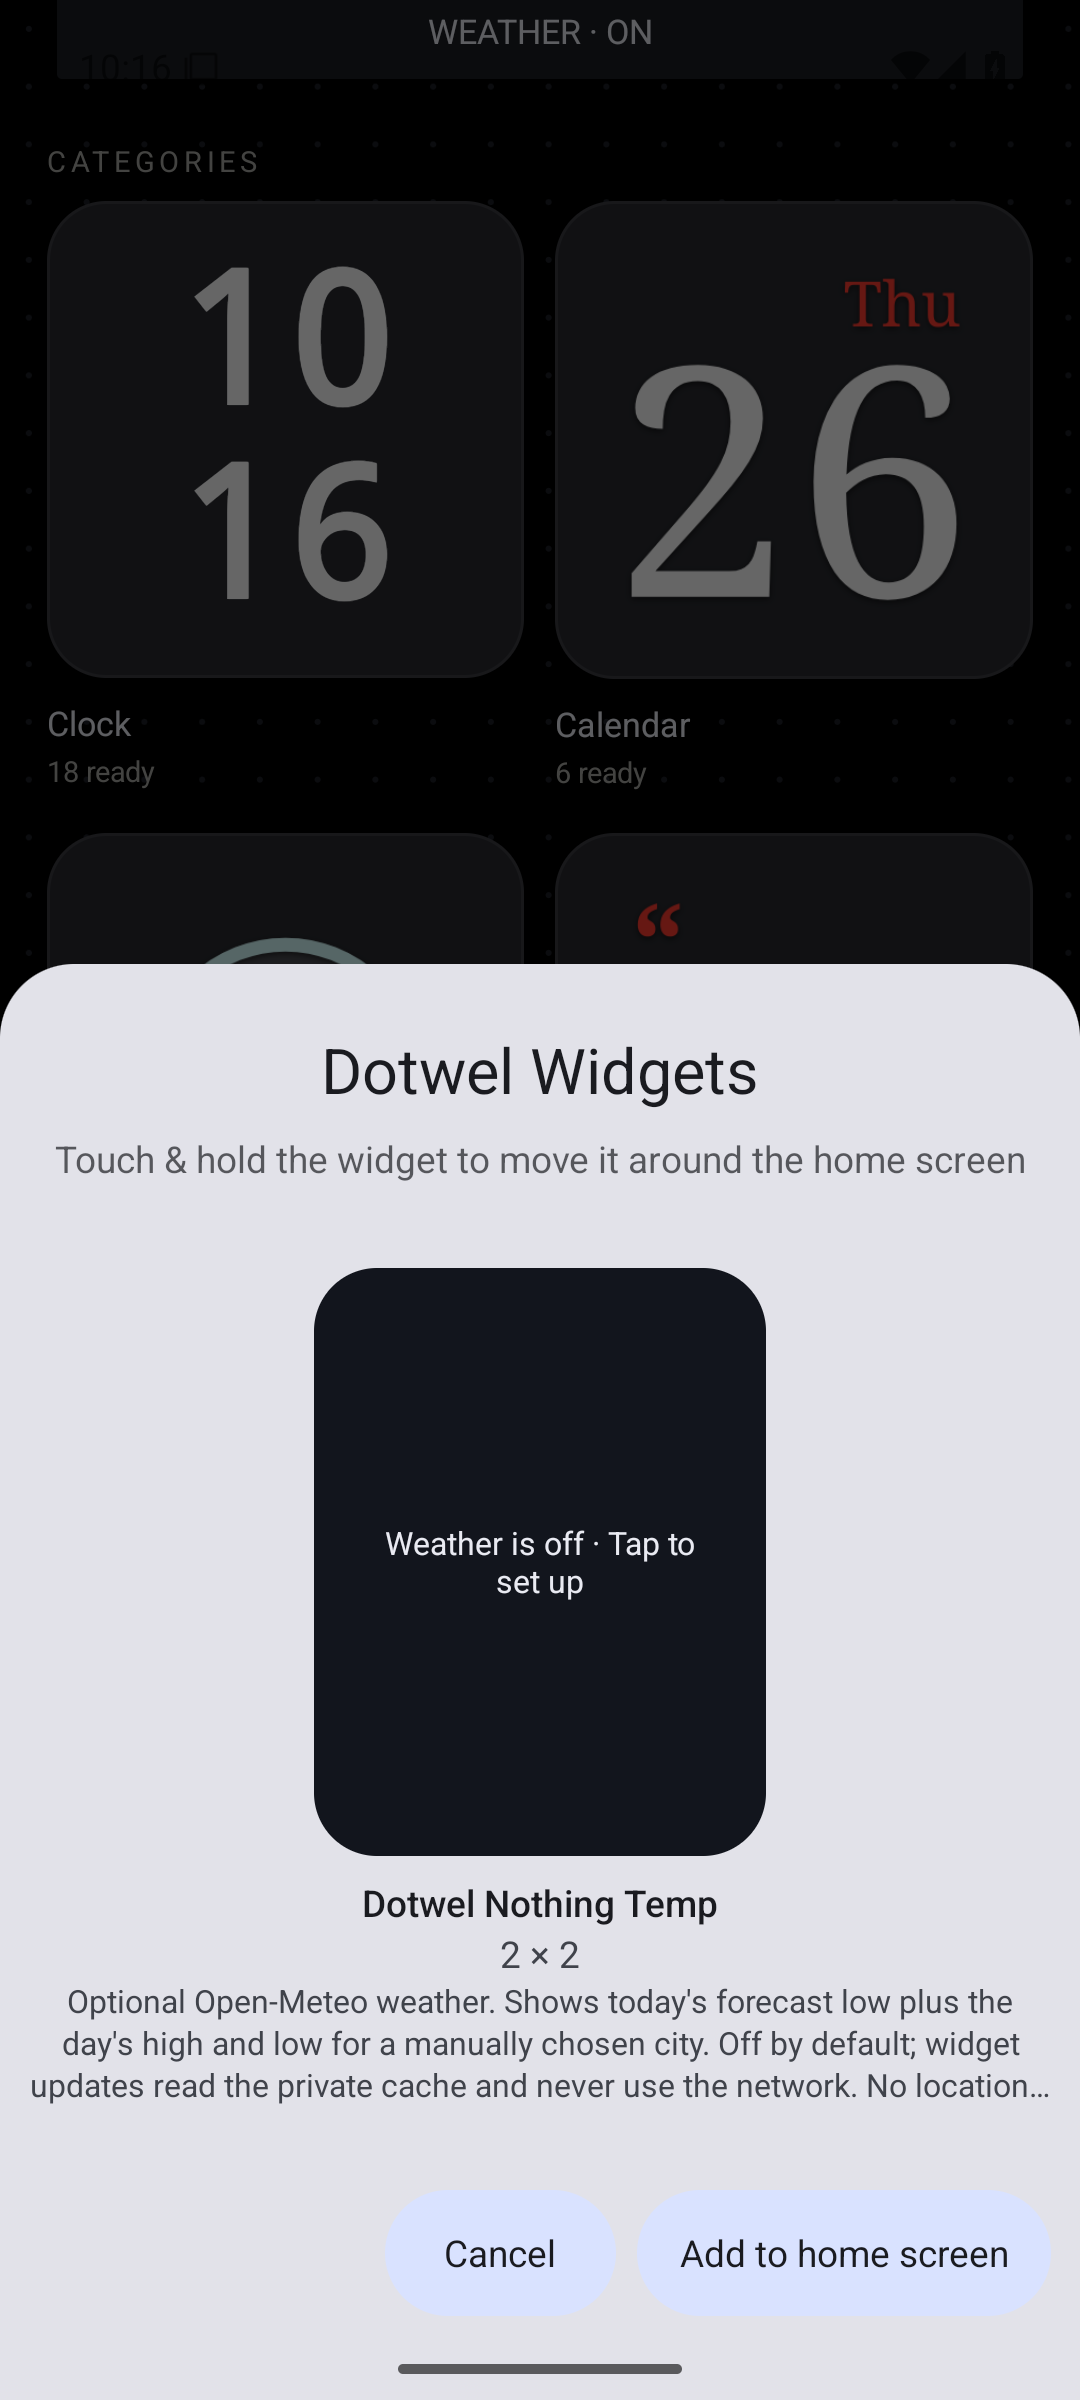 WEATHER · ON
10:16
CATEGORIES
10
16
Thu
26
Clock
18 ready
Calendar
6 ready
“
Dotwel Widgets
Touch & hold the widget to move it around the home screen
Weather is off · Tap to
set up
Dotwel Nothing Temp
2 × 2
Optional Open-Meteo weather. Shows today's forecast low plus the
day's high and low for a manually chosen city. Off by default; widget
updates read the private cache and never use the network. No location…
Cancel
Add to home screen